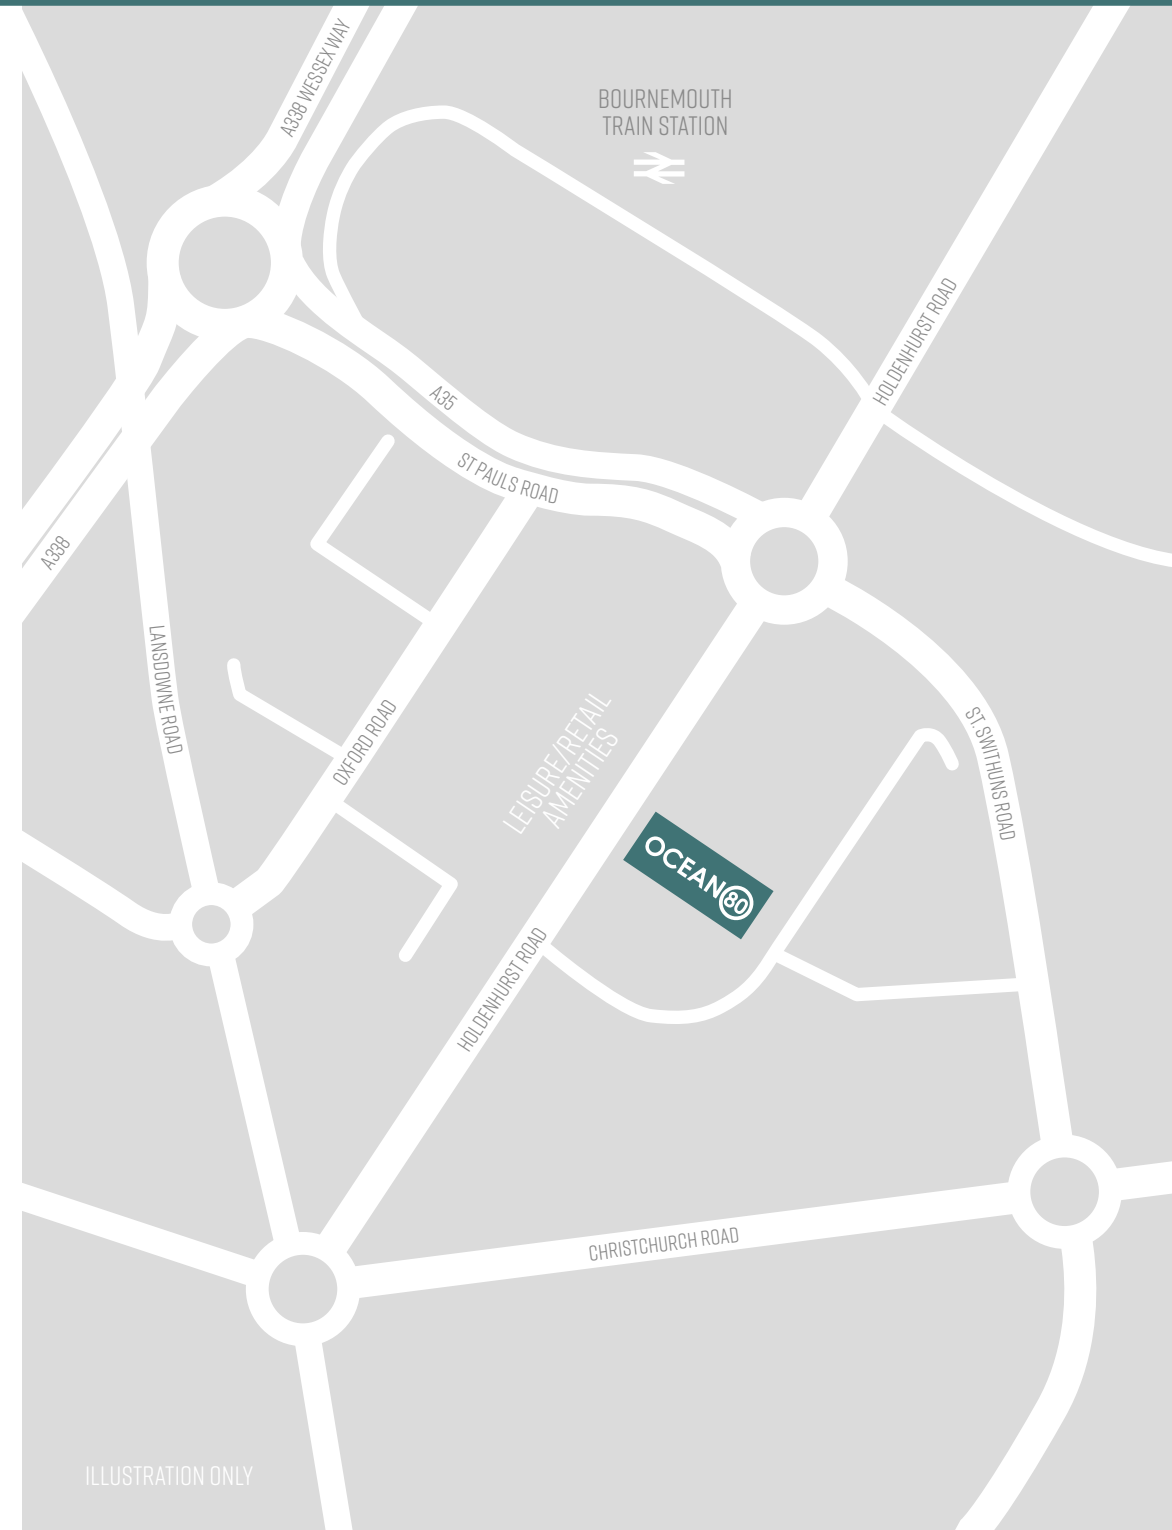 A338 WESSEX WAY
BOURNEMOUTH
TRAIN STATION
HOLDENHURST ROAD
A35
ST PAULS ROAD
A338
LANSDOWNE ROAD
OXFORD ROAD
LEISURE/RETAIL
AMENITIES
ST. SWITHUNS ROAD
OCEAN80
HOLDENHURST ROAD
CHRISTCHURCH ROAD
ILLUSTRATION ONLY